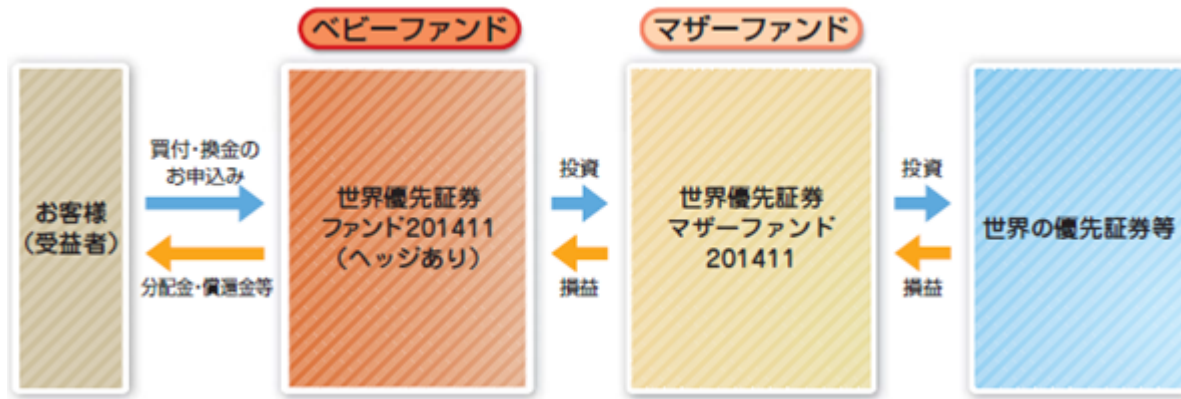 ベビーファンド
マザーファンド
お客様
（受益者）
買付・換金の
お申込み
分配金・償還金等
世界優先証券
ファンド201411
（ヘッジあり）
投資
損益
世界優先証券
マザーファンド
201411
投資
損益
世界の優先証券等